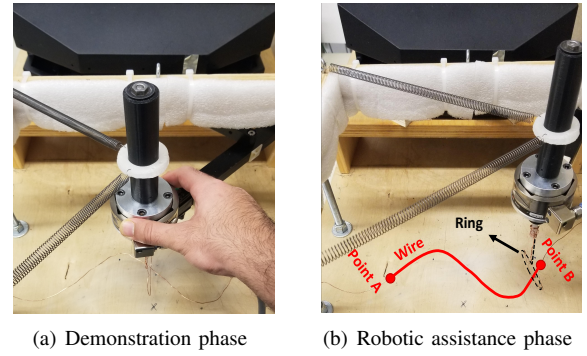 Ring
Wire
Point A
Point B
(a) Demonstration phase
(b) Robotic assistance phase